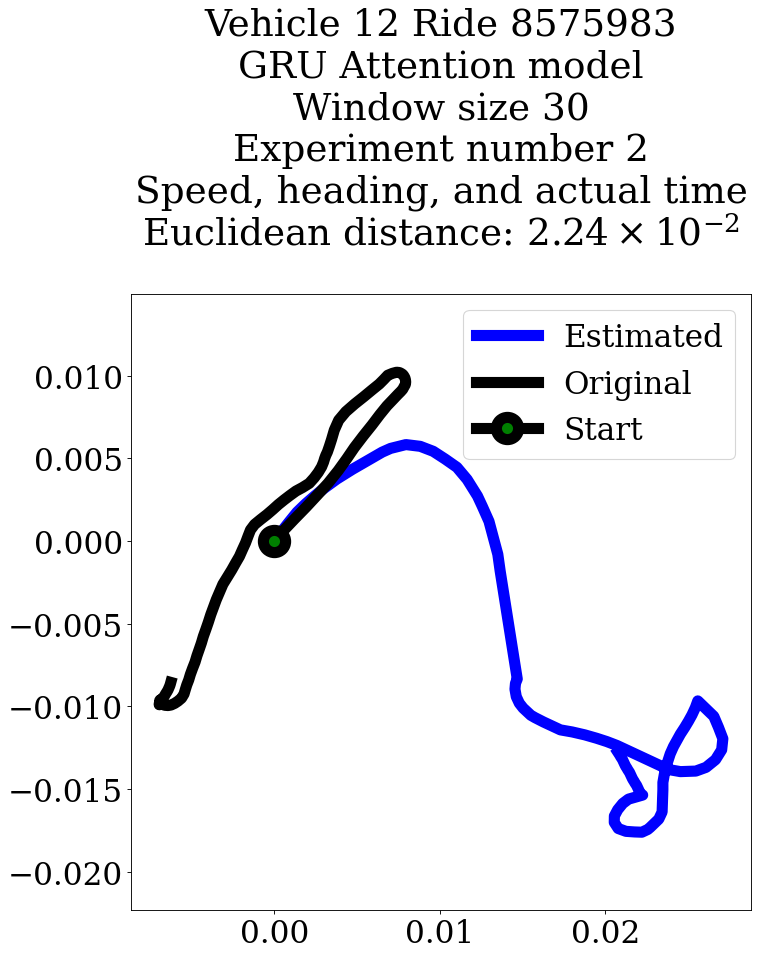 Vehicle 12 Ride 8575983
GRU Attention model
Window size 30
Experiment number 2
Speed, heading, and actual time
Euclidean distance: 2.24 × 10⁻²
Estimated
Original
Start
0.010
0.005
0.000
−0.005
−0.010
−0.015
−0.020
0.00 0.01 0.02